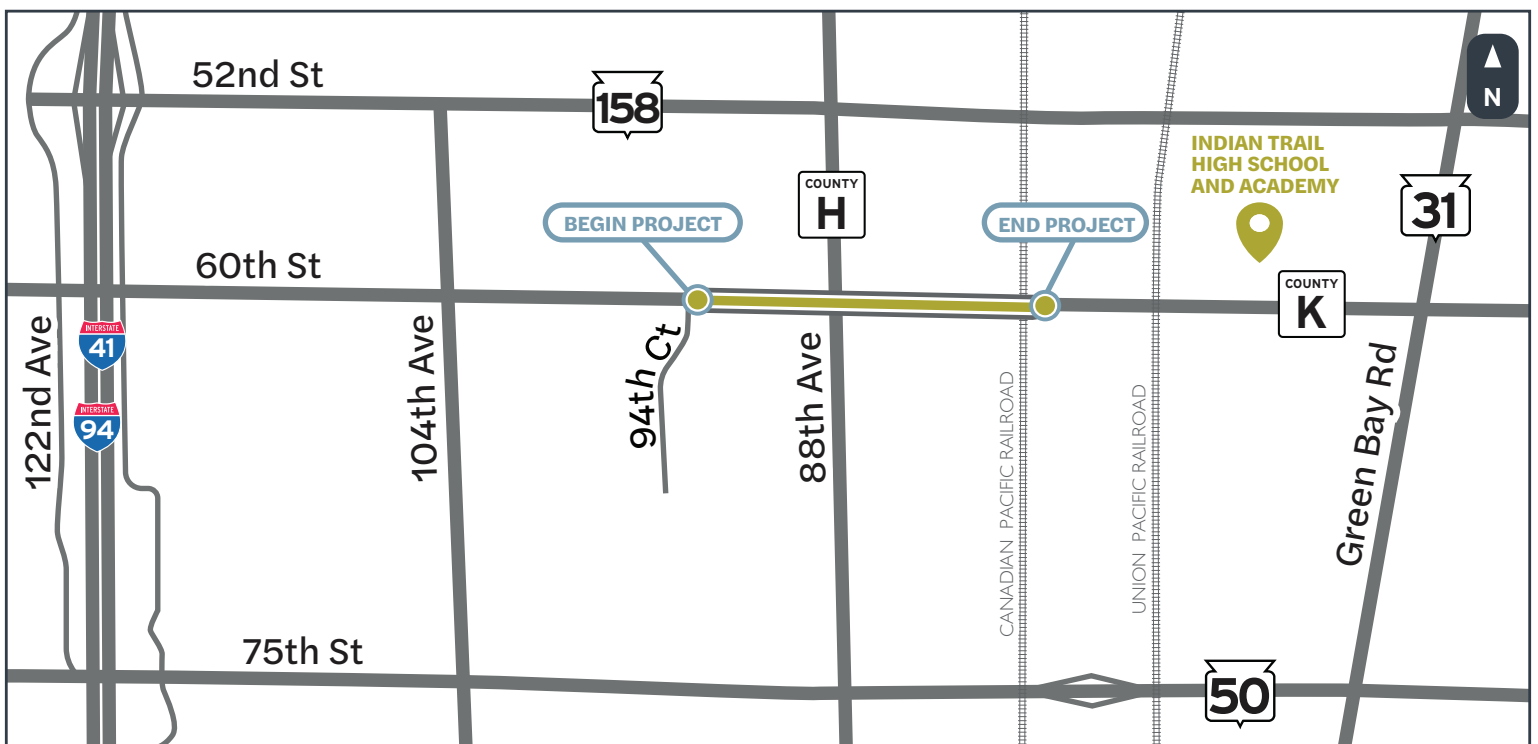 52nd St
158
N
INDIAN TRAIL
HIGH SCHOOL
AND ACADEMY
COUNTY
H
31
BEGIN PROJECT
END PROJECT
60th St
COUNTY
K
INTERSTATE
41
INTERSTATE
94
122nd Ave
104th Ave
94th Ct
88th Ave
CANADIAN PACIFIC RAILROAD
UNION PACIFIC RAILROAD
Green Bay Rd
75th St
50